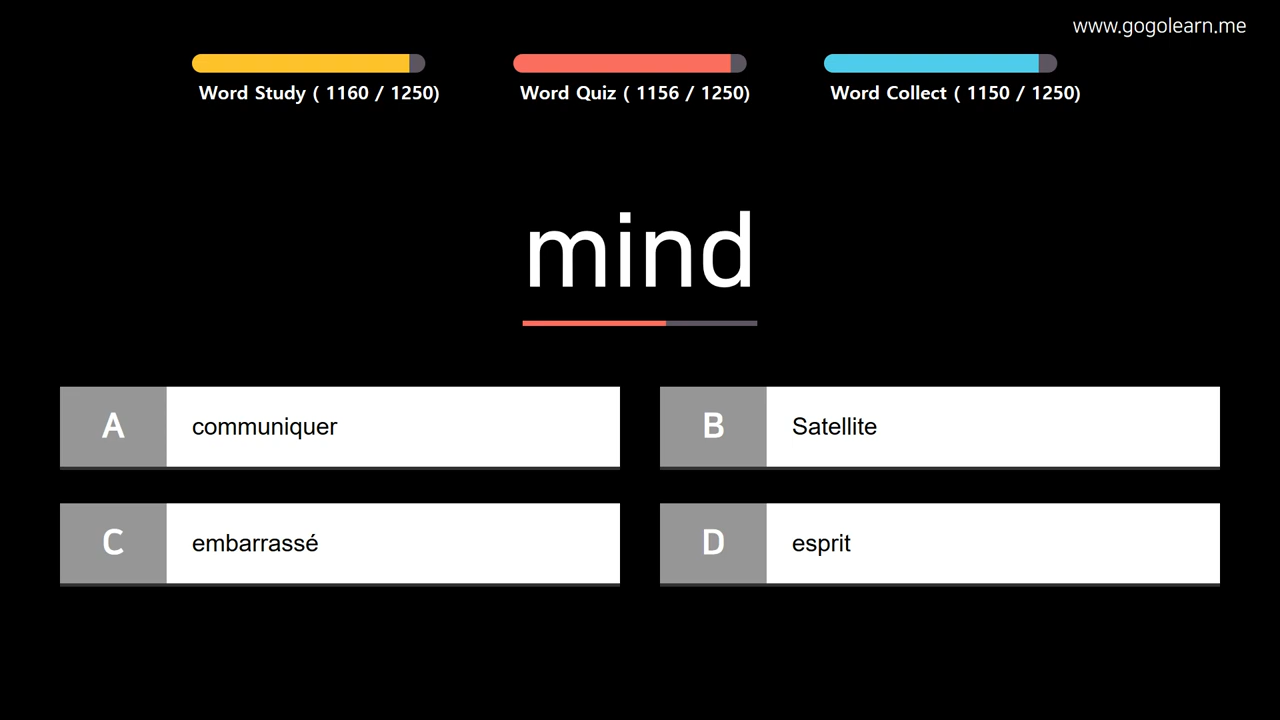 www.gogolearn.me
Word Study ( 1160 / 1250)
Word Quiz ( 1156 / 1250)
Word Collect ( 1150 / 1250)
mind
A communiquer
B Satellite
C embarrassé
D esprit